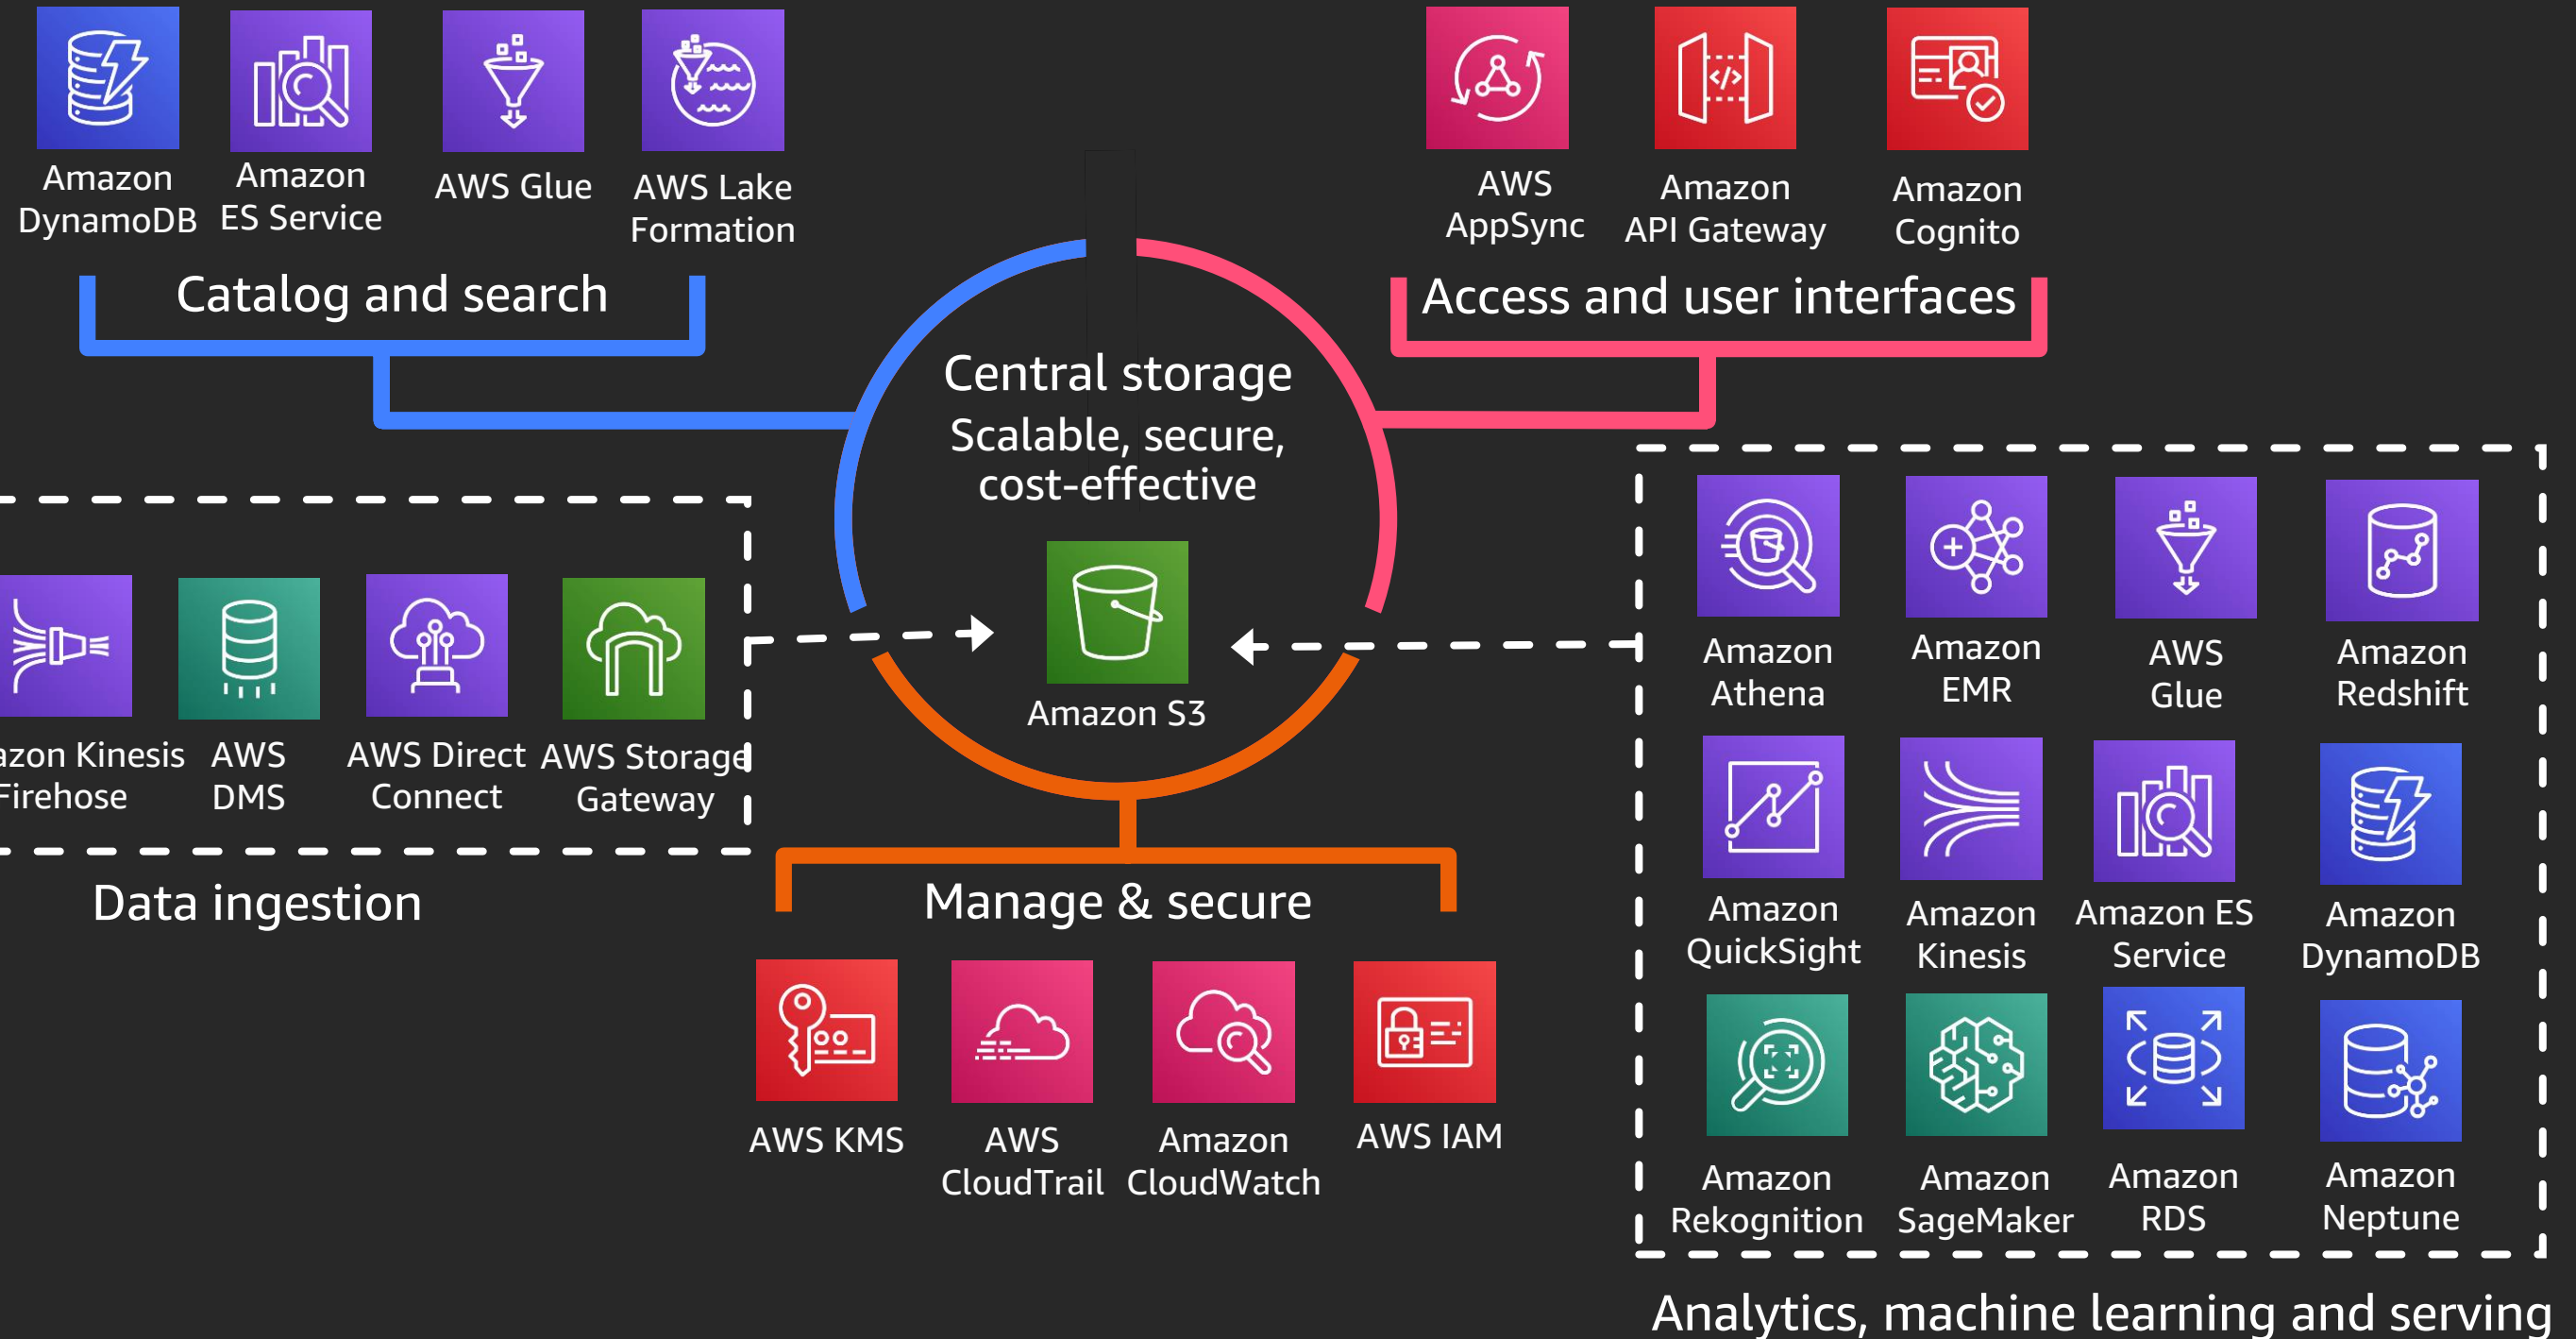 Amazon
DynamoDB
Amazon
ES Service
AWS Glue
AWS Lake
Formation
Catalog and search
AWS
AppSync
Amazon
API Gateway
Amazon
Cognito
Access and user interfaces
Central storage
Scalable, secure,
cost-effective
Amazon S3
azon Kinesis
Firehose
AWS
DMS
AWS Direct
Connect
AWS Storage
Gateway
Data ingestion
Manage & secure
AWS KMS
AWS
CloudTrail
Amazon
CloudWatch
AWS IAM
Amazon
Athena
Amazon
EMR
AWS
Glue
Amazon
Redshift
Amazon
QuickSight
Amazon
Kinesis
Amazon ES
Service
Amazon
DynamoDB
Amazon
Rekognition
Amazon
SageMaker
Amazon
RDS
Amazon
Neptune
Analytics, machine learning and serving